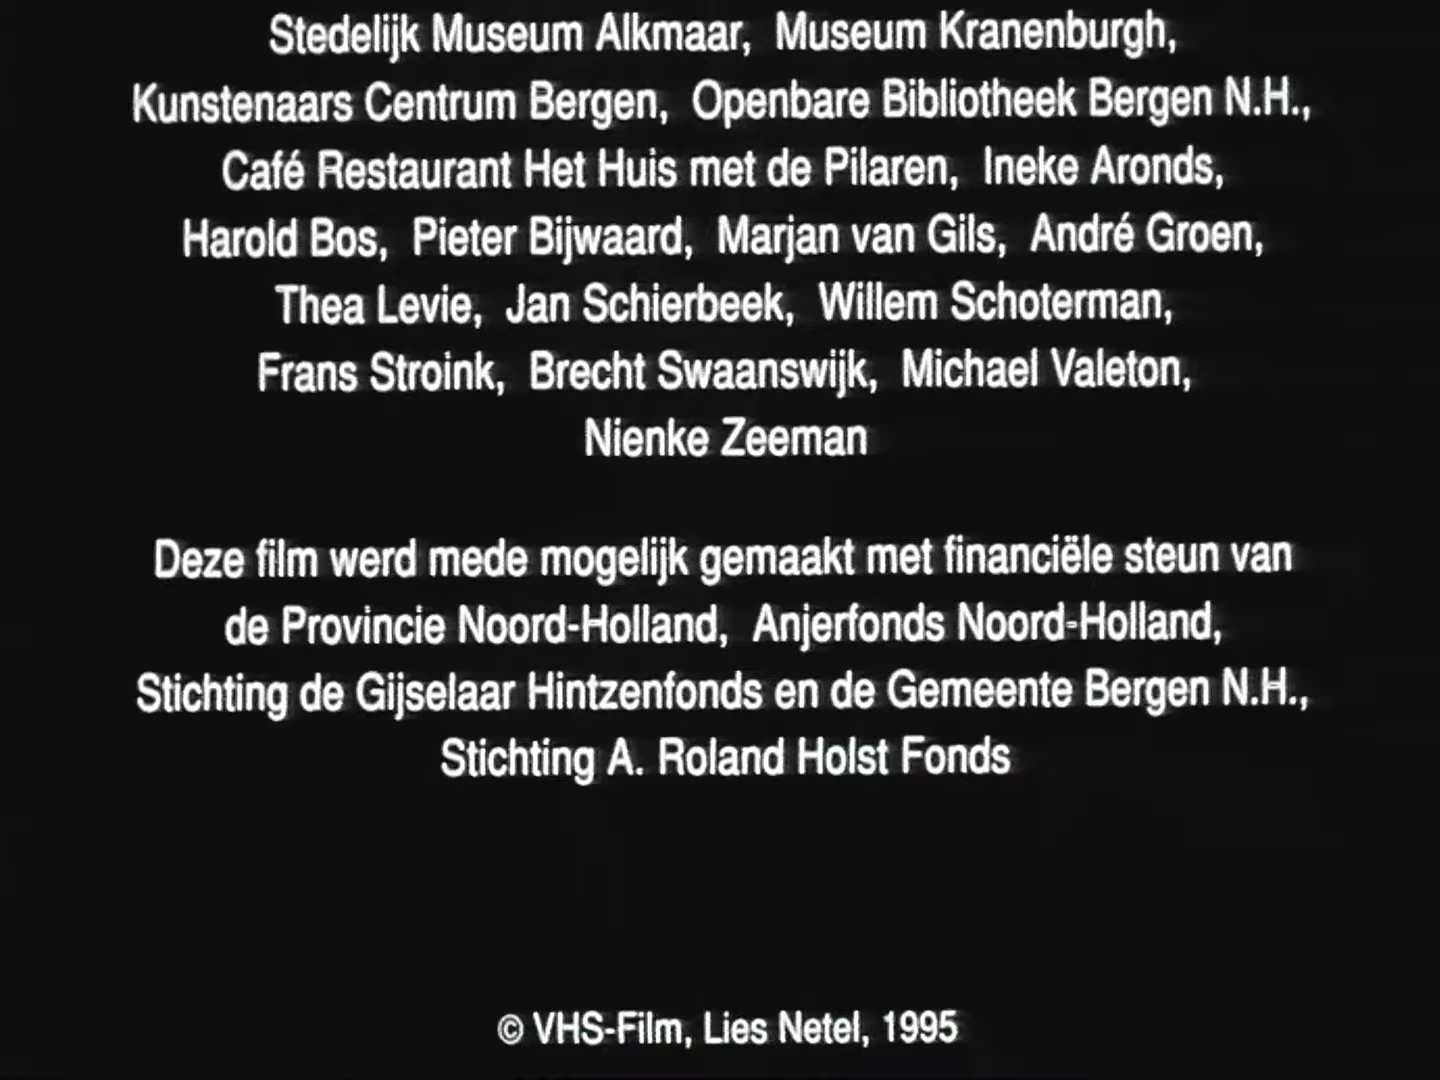 Stedelijk Museum Alkmaar, Museum Kranenburgh,
Kunstenaars Centrum Bergen, Openbare Bibliotheek Bergen N.H.,
Café Restaurant Het Huis met de Pilaren, Ineke Aronds,
Harold Bos, Pieter Bijwaard, Marjan van Gils, André Groen,
Thea Levie, Jan Schierbeek, Willem Schoterman,
Frans Stroink, Brecht Swaanswijk, Michael Valeton,
Nienke Zeeman
Deze film werd mede mogelijk gemaakt met financiële steun van
de Provincie Noord-Holland, Anjerfonds Noord-Holland,
Stichting de Gijselaar Hintzenfonds en de Gemeente Bergen N.H.,
Stichting A. Roland Holst Fonds
© VHS-Film, Lies Netel, 1995